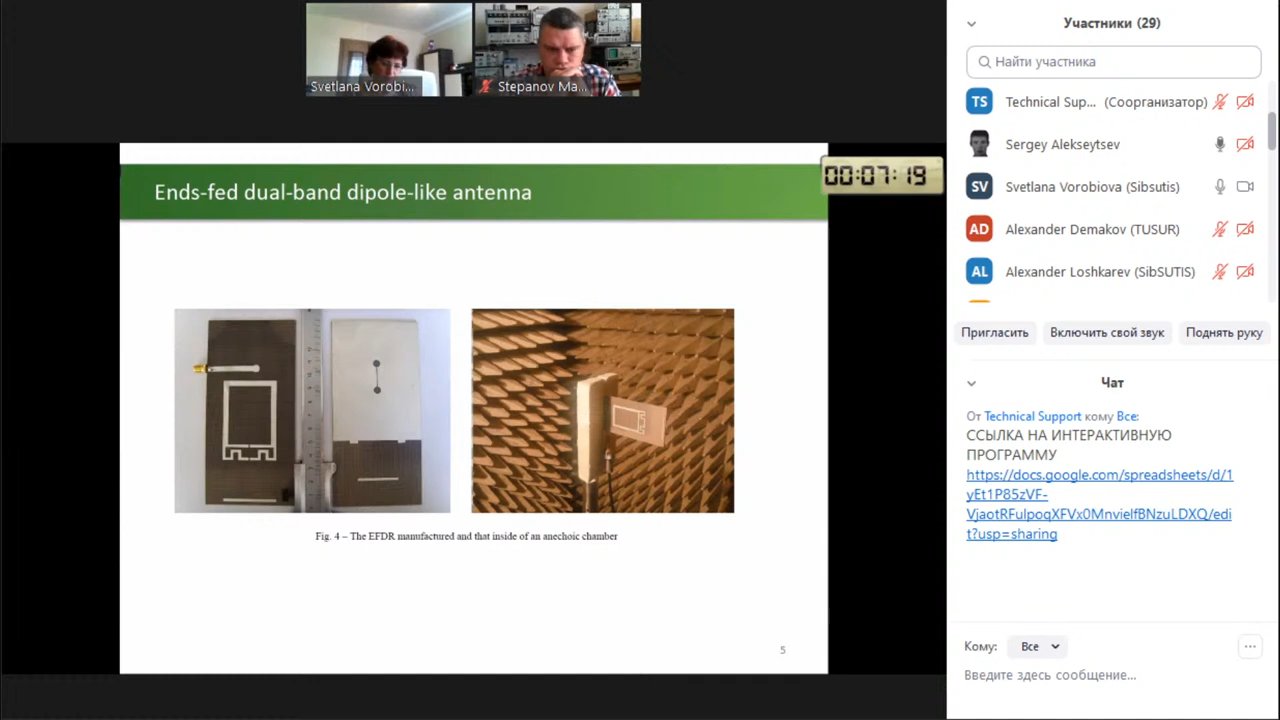 Svetlana Vorobi...
Stepanov Ma...
Ends-fed dual-band dipole-like antenna
00:07:19
Fig. 4 – The EFDR manufactured and that inside of an anechoic chamber
5
Участники (29)
Найти участника
TS Technical Sup... (Соорганизатор)
Sergey Alekseytsev
SV Svetlana Vorobiova (Sibsutis)
AD Alexander Demakov (TUSUR)
AL Alexander Loshkarev (SibSUTIS)
Пригласить Включить свой звук Поднять руку
Чат
От Technical Support кому Все:
ССЫЛКА НА ИНТЕРАКТИВНУЮ
ПРОГРАММУ
https://docs.google.com/spreadsheets/d/1
yEt1P85zVF-
VjaotRFulpoqXFVx0MnvielfBNzuLDXQ/edi
t?usp=sharing
Кому: Все
Введите здесь сообщение...